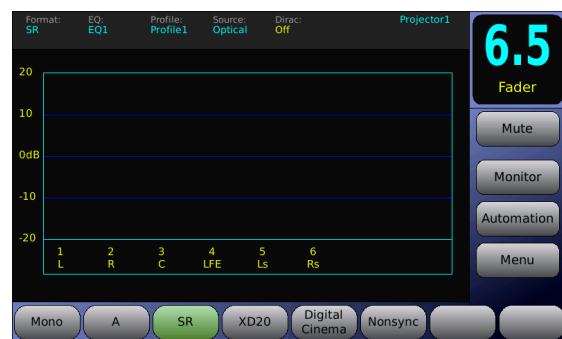 Format: EQ: Profile: Source: Dirac: Projector1
SR EQ1 Profile1 Optical Off
6.5
Fader
20
10
0dB
-10
-20
1 2 3 4 5 6
L R C LFE Ls Rs
Mute
Monitor
Automation
Menu
Mono A SR XD20 Digital Cinema Nonsync